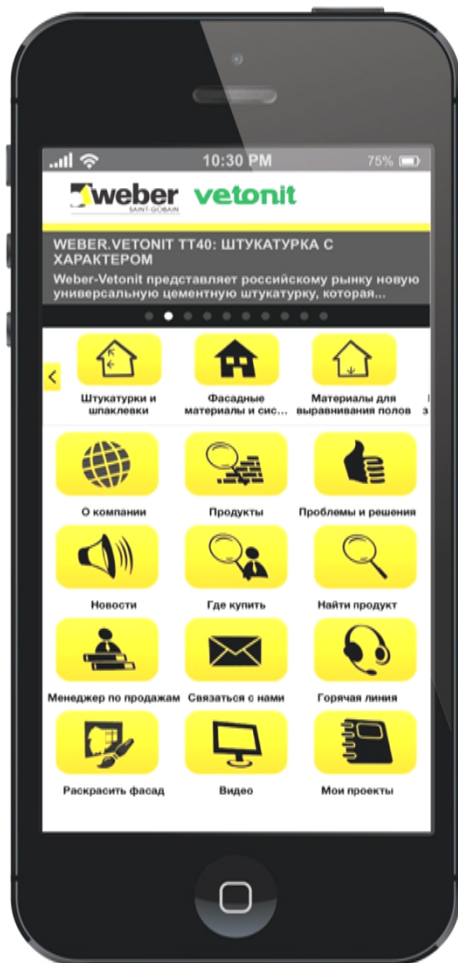 10:30 PM
75%
weber vetonit
SAINT-GOBAIN
WEBER.VETONIT TT40: ШТУКАТУРКА С
ХАРАКТЕРОМ
Weber-Vetonit представляет российскому рынку новую
универсальную цементную штукатурку, которая...
Штукатурки и
шпаклевки
Фасадные
материалы и сис...
Материалы для
выравнивания полов
О компании
Продукты
Проблемы и решения
Новости
Где купить
Найти продукт
Менеджер по продажам
Связаться с нами
Горячая линия
Раскрасить фасад
Видео
Мои проекты